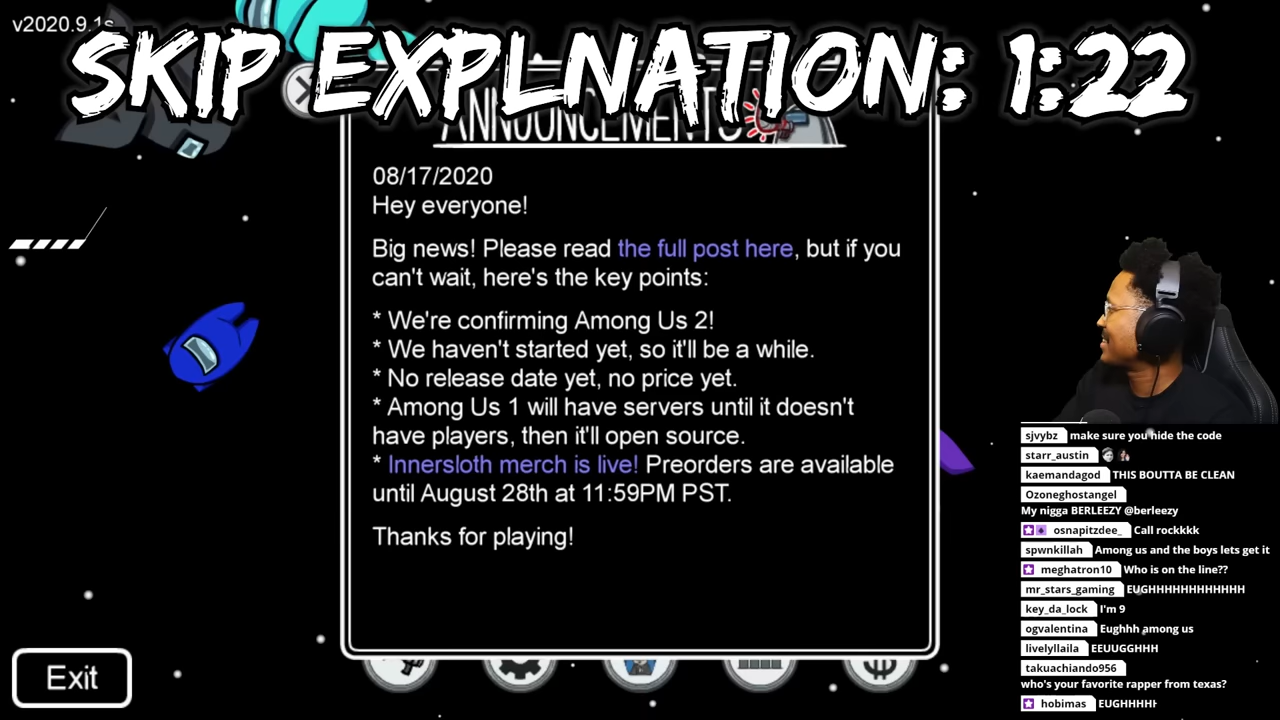 v2020.9.1s
SKIP EXPLNATION: 1:22
ANNOUNCEMENTS
08/17/2020
Hey everyone!
Big news! Please read the full post here, but if you
can't wait, here's the key points:
* We're confirming Among Us 2!
* We haven't started yet, so it'll be a while.
* No release date yet, no price yet.
* Among Us 1 will have servers until it doesn't
have players, then it'll open source.
* Innersloth merch is live! Preorders are available
until August 28th at 11:59PM PST.
Thanks for playing!
Exit
sjvybz make sure you hide the code
starr_austin
kaemandagod THIS BOUTTA BE CLEAN
Ozoneghostangel
My nigga BERLEEZY @berleezy
osnapitzdee_ Call rockkkk
spwnkillah Among us and the boys lets get it
meghatron10 Who is on the line??
mr_stars_gaming EUGHHHHHHHHHHHH
key_da_lock I'm 9
ogvalentina Eughhh among us
livelyllaila EEUUGGHHH
takuachiando956
who's your favorite rapper from texas?
hobimas EUGHHHHH